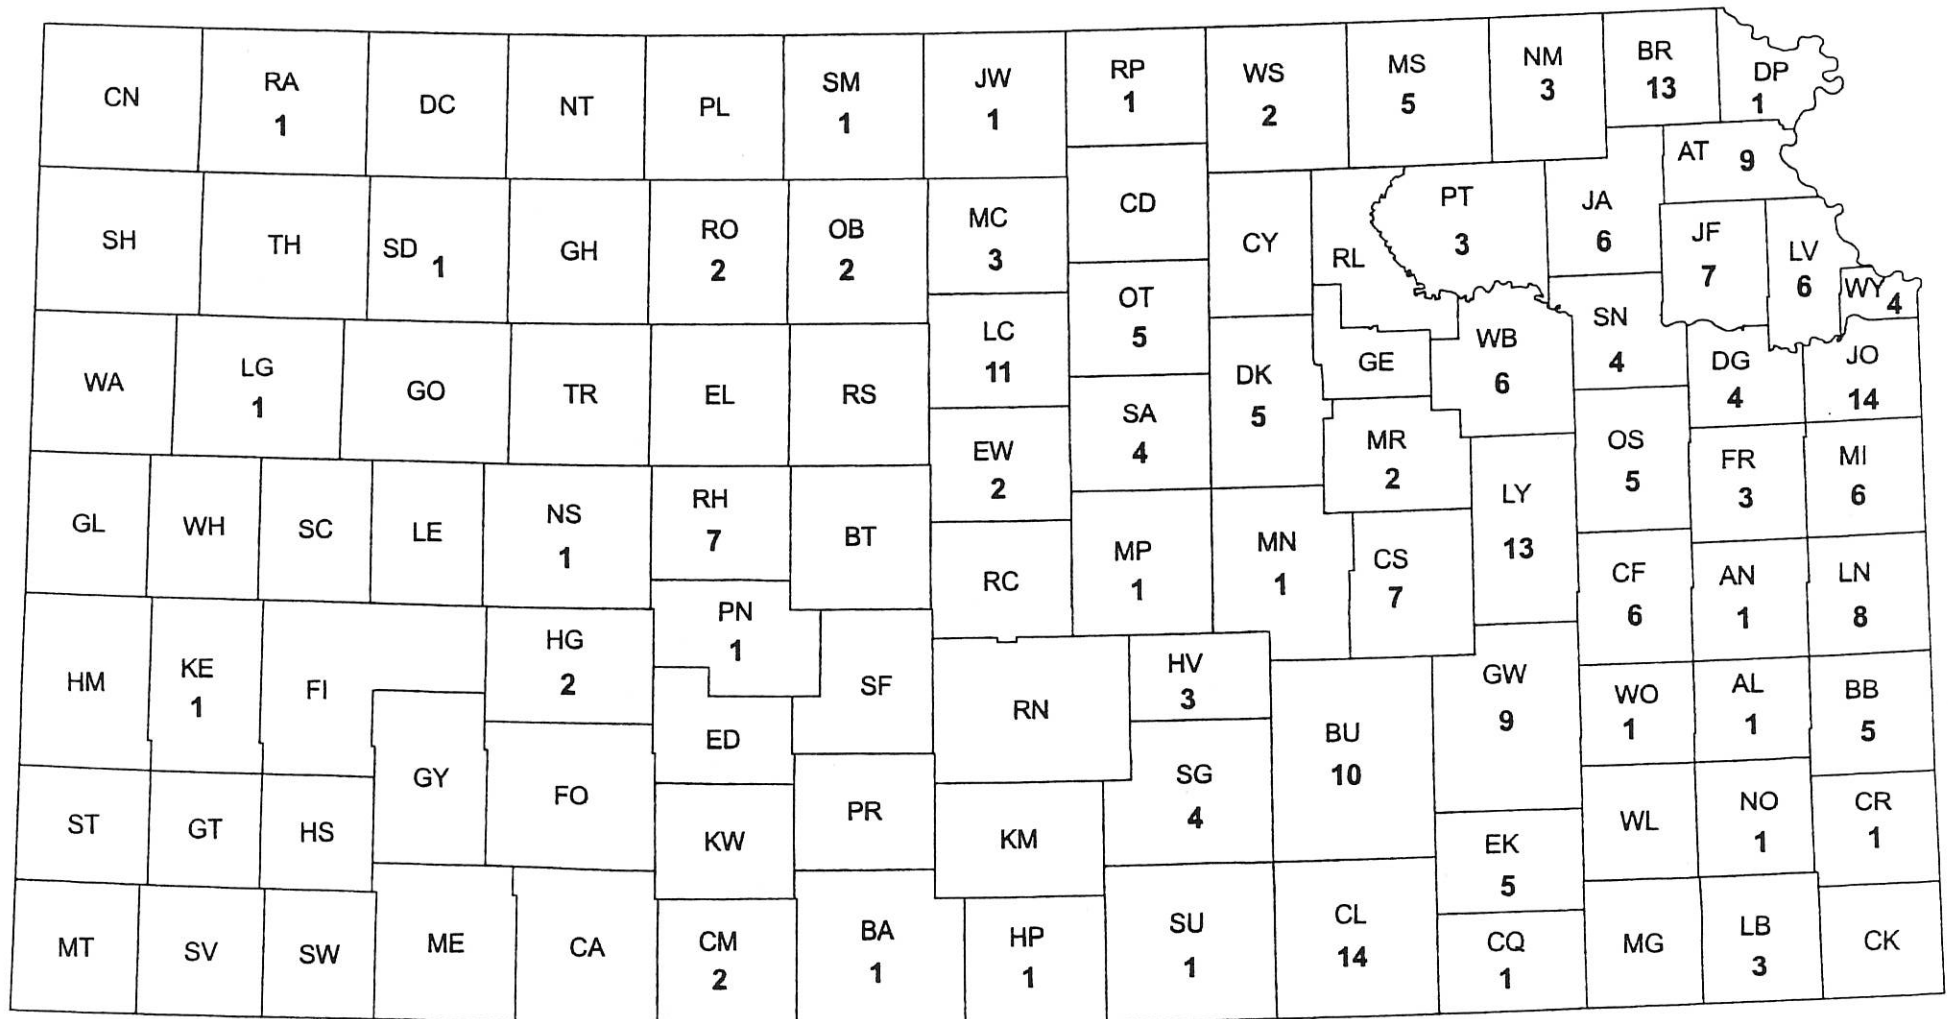 CN
RA
1
DC
NT
PL
SM
1
JW
1
RP
1
WS
2
MS
5
NM
3
BR
13
DP
1
AT 9
SH
TH
SD 1
GH
RO
2
OB
2
MC
3
CD
CY
RL
PT
3
JA
6
JF
7
LV
6
WY 4
WA
LG
1
GO
TR
EL
RS
LC
11
OT
5
SA
4
DK
5
GE
WB
6
SN
4
DG
4
JO
14
GL
WH
SC
LE
NS
1
RH
7
BT
EW
2
RC
MP
1
MN
1
MR
2
CS
7
LY
13
OS
5
FR
3
MI
6
CF
6
AN
1
LN
8
HM
KE
1
FI
HG
2
PN
1
SF
ED
RN
HV
3
BU
10
GW
9
WO
1
AL
1
BB
5
ST
GT
HS
GY
FO
KW
PR
KM
SG
4
EK
5
WL
NO
1
CR
1
MT
SV
SW
ME
CA
CM
2
BA
1
HP
1
SU
1
CL
14
CQ
1
MG
LB
3
CK